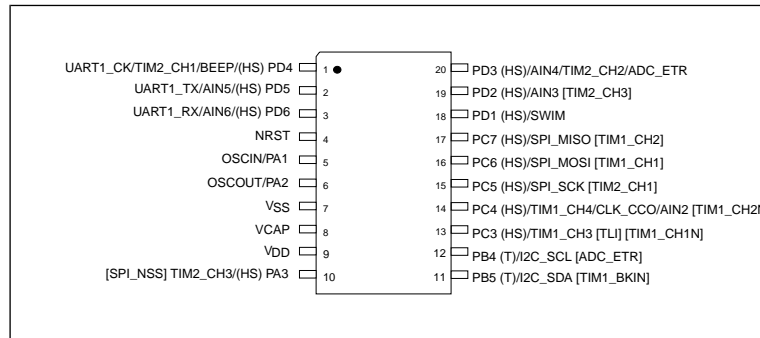 UART1_CK/TIM2_CH1/BEEP/(HS) PD4 1 20 PD3 (HS)/AIN4/TIM2_CH2/ADC_ETR
UART1_TX/AIN5/(HS) PD5 2 19 PD2 (HS)/AIN3 [TIM2_CH3]
UART1_RX/AIN6/(HS) PD6 3 18 PD1 (HS)/SWIM
NRST 4 17 PC7 (HS)/SPI_MISO [TIM1_CH2]
OSCIN/PA1 5 16 PC6 (HS)/SPI_MOSI [TIM1_CH1]
OSCOUT/PA2 6 15 PC5 (HS)/SPI_SCK [TIM2_CH1]
VSS 7 14 PC4 (HS)/TIM1_CH4/CLK_CCO/AIN2 [TIM1_CH2
VCAP 8 13 PC3 (HS)/TIM1_CH3 [TLI] [TIM1_CH1N]
VDD 9 12 PB4 (T)/I2C_SCL [ADC_ETR]
[SPI_NSS] TIM2_CH3/(HS) PA3 10 11 PB5 (T)/I2C_SDA [TIM1_BKIN]